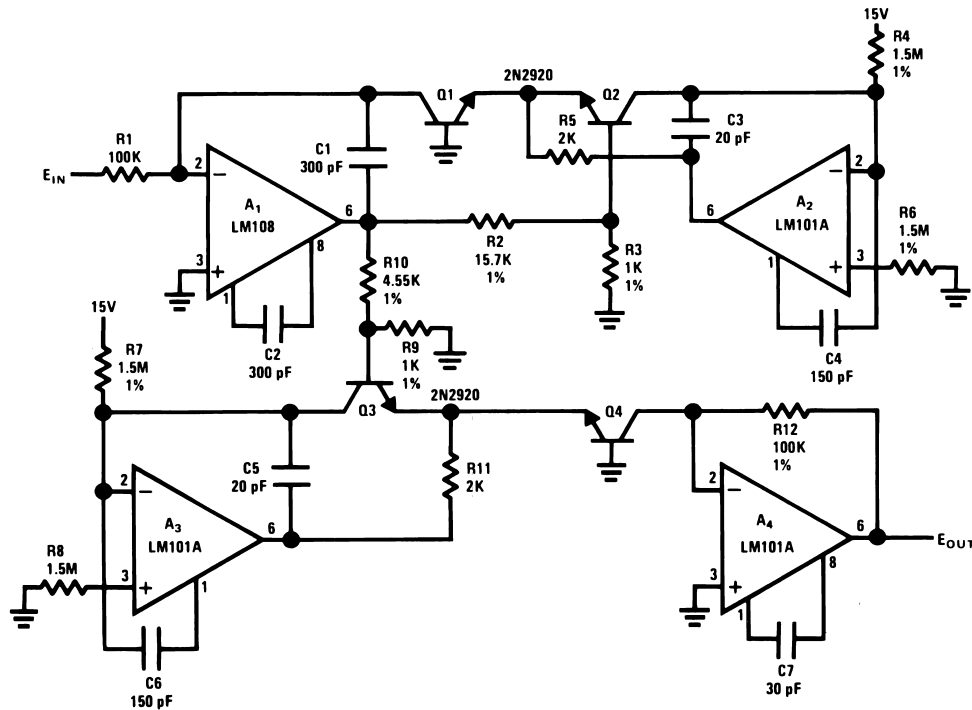 15V
R4
1.5M
1%
2N2920
Q1
Q2
R5
2K
C3
20 pF
R1
100K
C1
300 pF
E_IN
2
−
A1
LM108
6
8
3
+
1
C2
300 pF
R2
15.7K
1%
R3
1K
1%
6
A2
LM101A
2
−
1
+
3
R6
1.5M
1%
C4
150 pF
R10
4.55K
1%
R9
1K
1%
15V
R7
1.5M
1%
Q3
2N2920
Q4
C5
20 pF
R11
2K
R12
100K
1%
2
−
A3
LM101A
6
R8
1.5M
3
+
1
C6
150 pF
2
−
A4
LM101A
6
8
EOUT
3
+
1
C7
30 pF